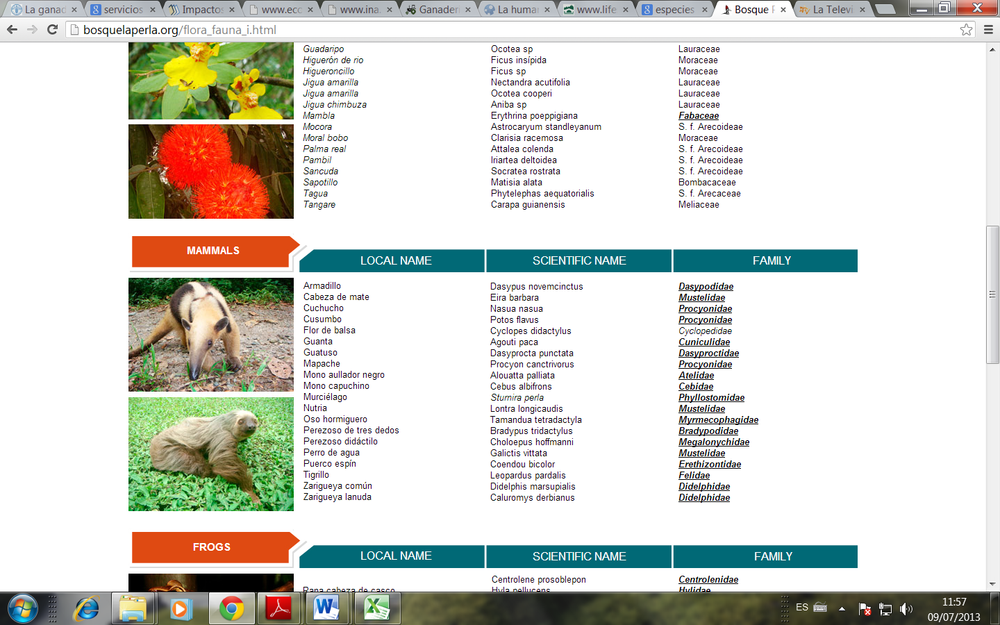 La ganad
servicios
Impactos
www.eco
www.ina.
Ganaderi
La humar
www.life
especies
Bosque P
La Televi
bosquelaperla.org/flora_fauna_i.html
Guadaripo Ocotea sp Lauraceae
Higuerón de rio Ficus insípida Moraceae
Higueroncillo Ficus sp Moraceae
Jigua amarilla Nectandra acutifolia Lauraceae
Jigua amarilla Ocotea cooperi Lauraceae
Jigua chimbuza Aniba sp Lauraceae
Mambla Erythrina poeppigiana Fabaceae
Mocora Astrocaryum standleyanum S. f. Arecoideae
Moral bobo Clarisia racemosa Moraceae
Palma real Attalea colenda S. f. Arecoideae
Pambil Iriartea deltoidea S. f. Arecoideae
Sancuda Socratea rostrata S. f. Arecoideae
Sapotillo Matisia alata Bombacaceae
Tagua Phytelephas aequatorialis S. f. Arecaceae
Tangare Carapa guianensis Meliaceae
MAMMALS
LOCAL NAME SCIENTIFIC NAME FAMILY
Armadillo Dasypus novemcinctus Dasypodidae
Cabeza de mate Eira barbara Mustelidae
Cuchucho Nasua nasua Procyonidae
Cusumbo Potos flavus Procyonidae
Flor de balsa Cyclopes didactylus Cyclopedidae
Guanta Agouti paca Cuniculidae
Guatuso Dasyprocta punctata Dasyproctidae
Mapache Procyon canctrivorus Procyonidae
Mono aullador negro Alouatta palliata Atelidae
Mono capuchino Cebus albifrons Cebidae
Murciélago Sturnira perla Phyllostomidae
Nutria Lontra longicaudis Mustelidae
Oso hormiguero Tamandua tetradactyla Myrmecophagidae
Perezoso de tres dedos Bradypus tridactylus Bradypodidae
Perezoso didáctilo Choloepus hoffmanni Megalonychidae
Perro de agua Galictis vittata Mustelidae
Puerco espín Coendou bicolor Erethizontidae
Tigrillo Leopardus pardalis Felidae
Zarigueya común Didelphis marsupialis Didelphidae
Zarigueya lanuda Caluromys derbianus Didelphidae
FROGS
LOCAL NAME SCIENTIFIC NAME FAMILY
Centrolene prosoblepon Centrolenidae
Rana cabeza de casco Hyla pellucens Hylidae
ES
11:57
09/07/2013